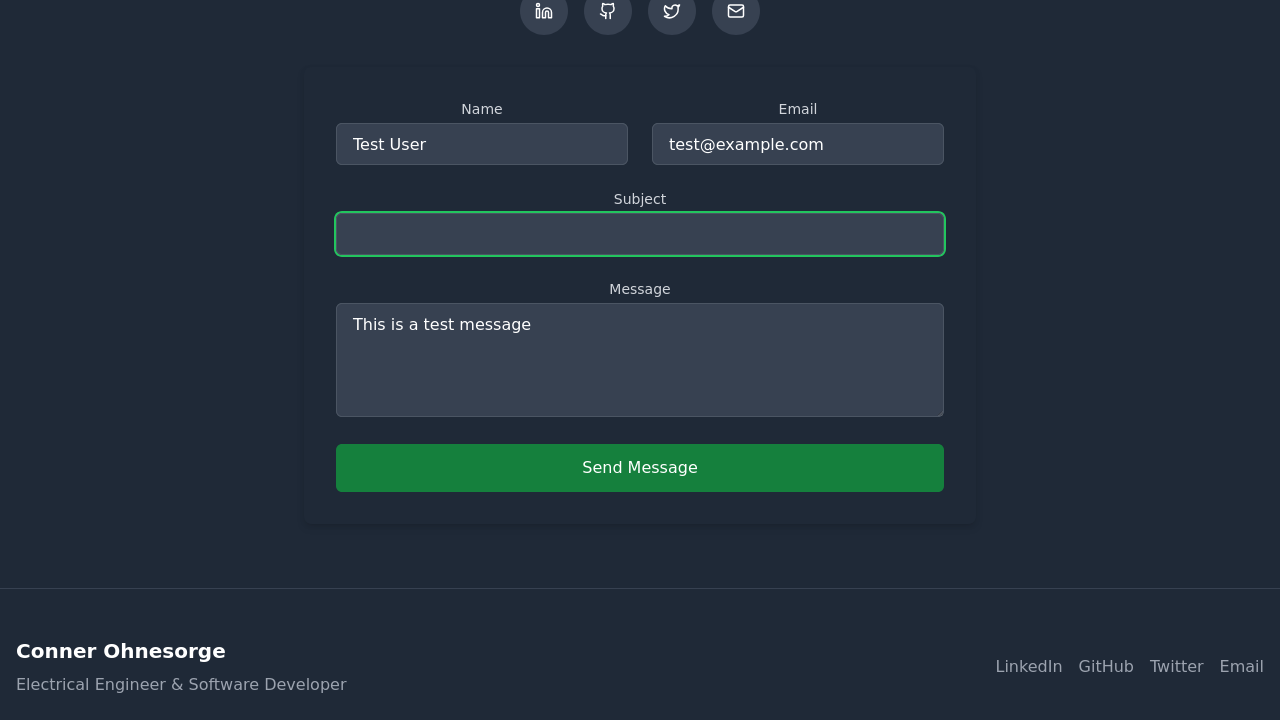 Name
Email
Test User
test@example.com
Subject
Message
This is a test message
Send Message
Conner Ohnesorge
Electrical Engineer & Software Developer
LinkedIn
GitHub
Twitter
Email